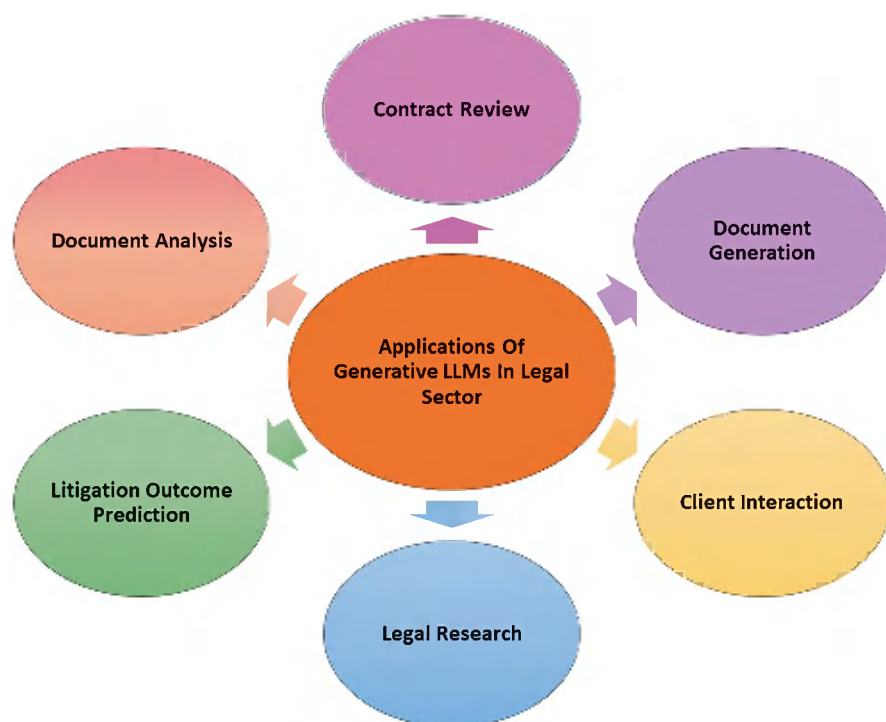 Contract Review
Document Analysis
Document
Generation
Applications Of
Generative LLMs In Legal
Sector
Litigation Outcome
Prediction
Client Interaction
Legal Research